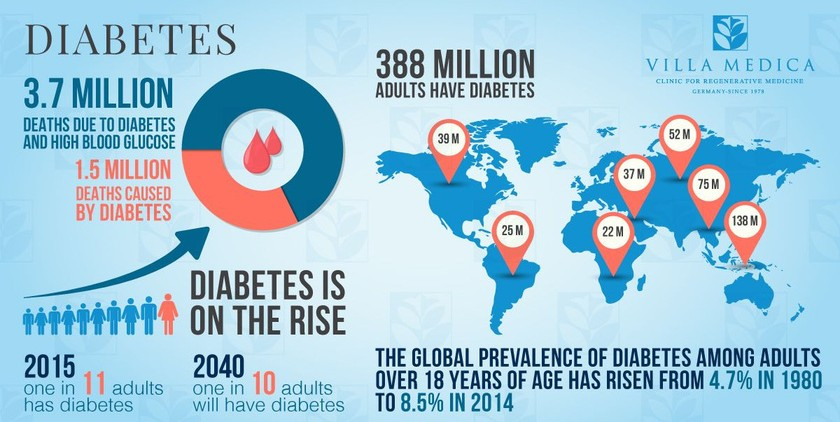 DIABETES
3.7 MILLION
DEATHS DUE TO DIABETES
AND HIGH BLOOD GLUCOSE
1.5 MILLION
DEATHS CAUSED
BY DIABETES
DIABETES IS
ON THE RISE
2015
one in 11 adults
has diabetes
2040
one in 10 adults
will have diabetes
388 MILLION
ADULTS HAVE DIABETES
VILLA MEDICA
CLINIC FOR REGENERATIVE MEDICINE
GERMANY-SINCE 1978
39 M
52 M
37 M
75 M
25 M
22 M
138 M
THE GLOBAL PREVALENCE OF DIABETES AMONG ADULTS
OVER 18 YEARS OF AGE HAS RISEN FROM 4.7% IN 1980
TO 8.5% IN 2014